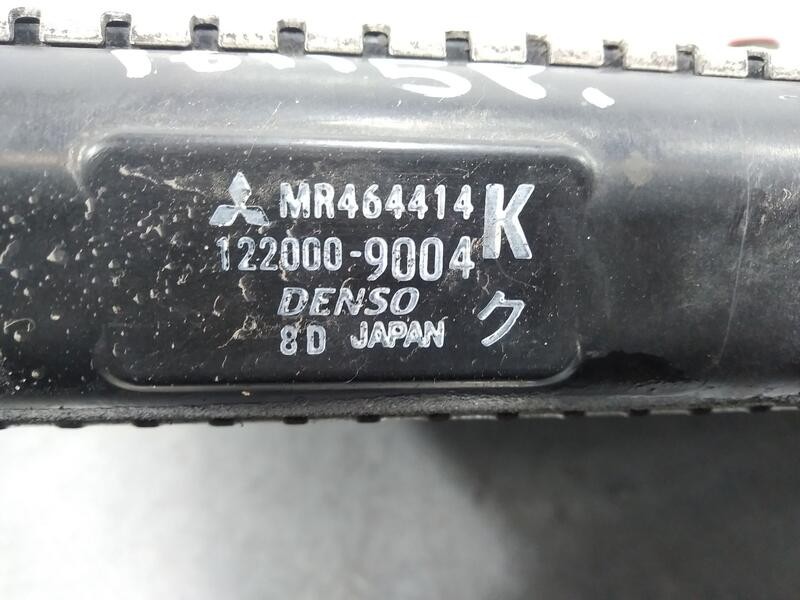 MR464414 K
122000-9004
DENSO
8D JAPAN ク